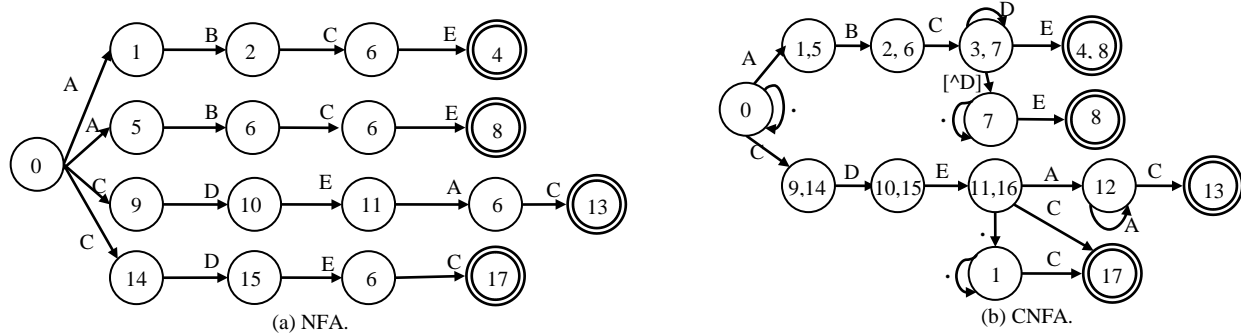 1 B 2 C 6 E 4
A
5 B 6 C 6 E 8
A
0
C 9 D 10 E 11 A 6 C 13
C
14 D 15 E 6 C 17
(a) NFA.
D
1,5 B 2, 6 C 3, 7 E 4, 8
A
[^D]
0 .
. 7 E 8
C
9,14 D 10,15 E 11,16 A 12 C 13
C
A
.
. 1 C 17
(b) CNFA.